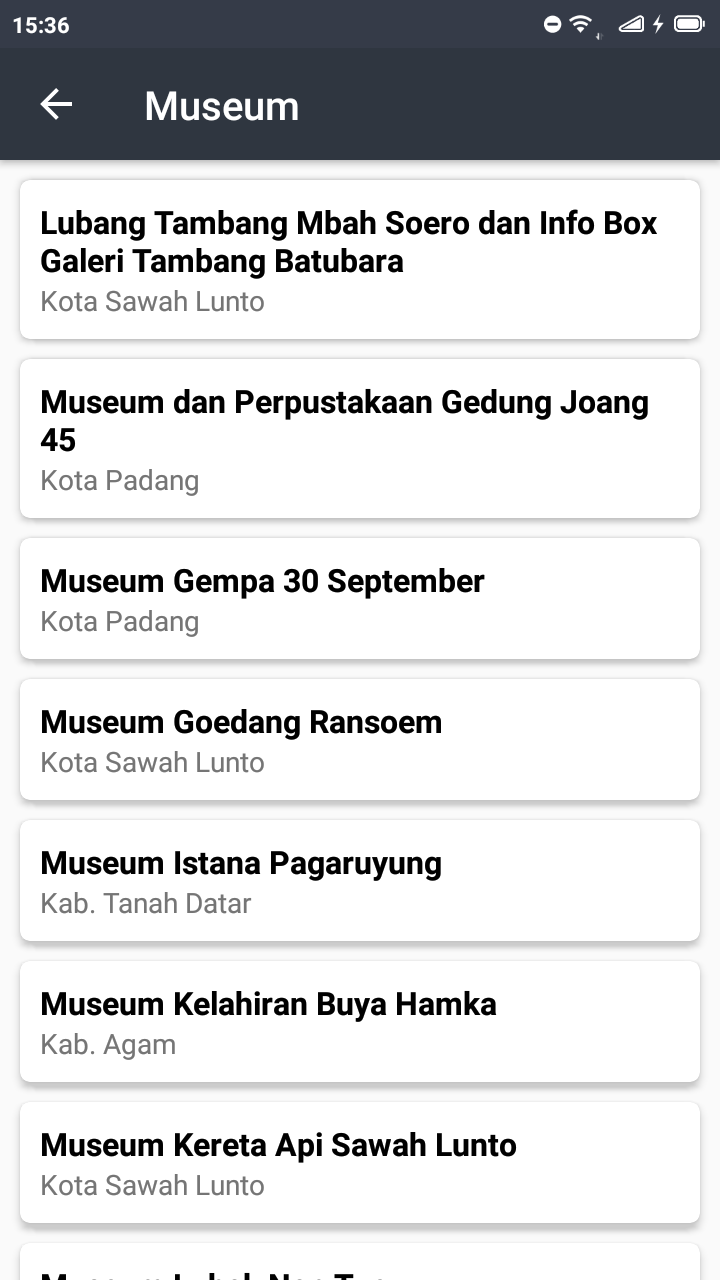 15:36
Museum
Lubang Tambang Mbah Soero dan Info Box
Galeri Tambang Batubara
Kota Sawah Lunto
Museum dan Perpustakaan Gedung Joang
45
Kota Padang
Museum Gempa 30 September
Kota Padang
Museum Goedang Ransoem
Kota Sawah Lunto
Museum Istana Pagaruyung
Kab. Tanah Datar
Museum Kelahiran Buya Hamka
Kab. Agam
Museum Kereta Api Sawah Lunto
Kota Sawah Lunto
Museum